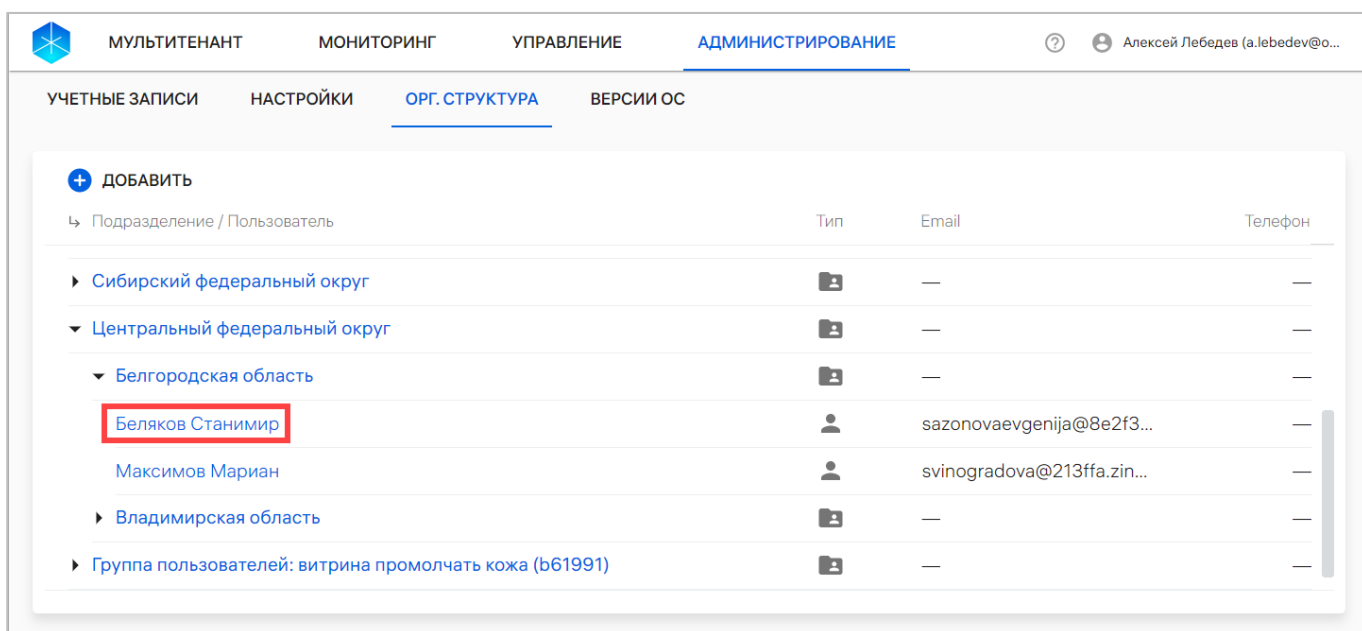 МУЛЬТИТЕНАНТ МОНИТОРИНГ УПРАВЛЕНИЕ АДМИНИСТРИРОВАНИЕ ? Алексей Лебедев (a.lebedev@o...
УЧЕТНЫЕ ЗАПИСИ НАСТРОЙКИ ОРГ. СТРУКТУРА ВЕРСИИ ОС
ДОБАВИТЬ
Подразделение / Пользователь Тип Email Телефон
Сибирский федеральный округ — —
Центральный федеральный округ — —
Белгородская область — —
Беляков Станимир sazonovaevgenija@8e2f3... —
Максимов Мариан svinogradova@213ffa.zin... —
Владимирская область — —
Группа пользователей: витрина промолчать кожа (b61991) — —